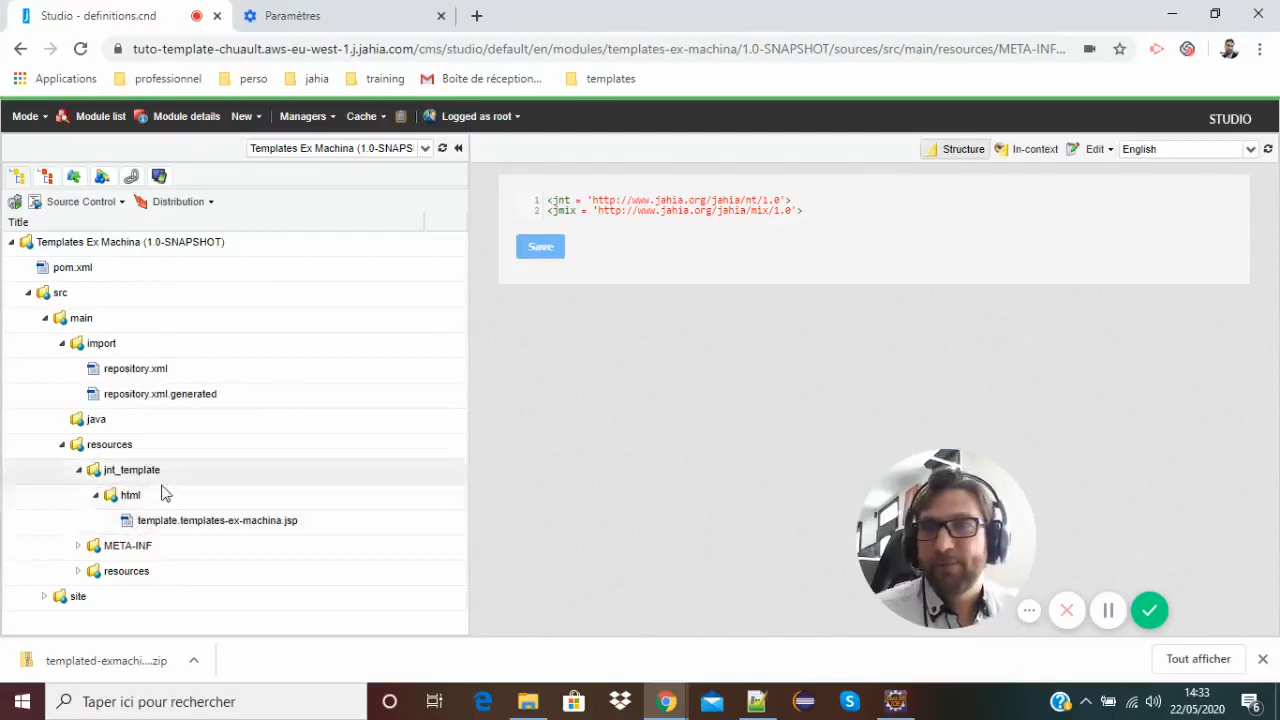 Studio - definitions.cnd
Paramètres
tuto-template-chuault.aws-eu-west-1.j.jahia.com/cms/studio/default/en/modules/templates-ex-machina/1.0-SNAPSHOT/sources/src/main/resources/META-INF...
Applications professionnel perso jahia training Boîte de réception... templates
Mode Module list Module details New Managers Cache Logged as root STUDIO
Templates Ex Machina (1.0-SNAPS Structure In-context Edit English
Source Control Distribution
Title
1 <jnt = 'http://www.jahia.org/jahia/nt/1.0'>
2 <jmix = 'http://www.jahia.org/jahia/mix/1.0'>
Save
Templates Ex Machina (1.0-SNAPSHOT)
pom.xml
src
main
import
repository.xml
repository.xml.generated
java
resources
jnt_template
html
template.templates-ex-machina.jsp
META-INF
resources
site
templated-exmachi....zip Tout afficher
Taper ici pour rechercher
14:33
22/05/2020
6